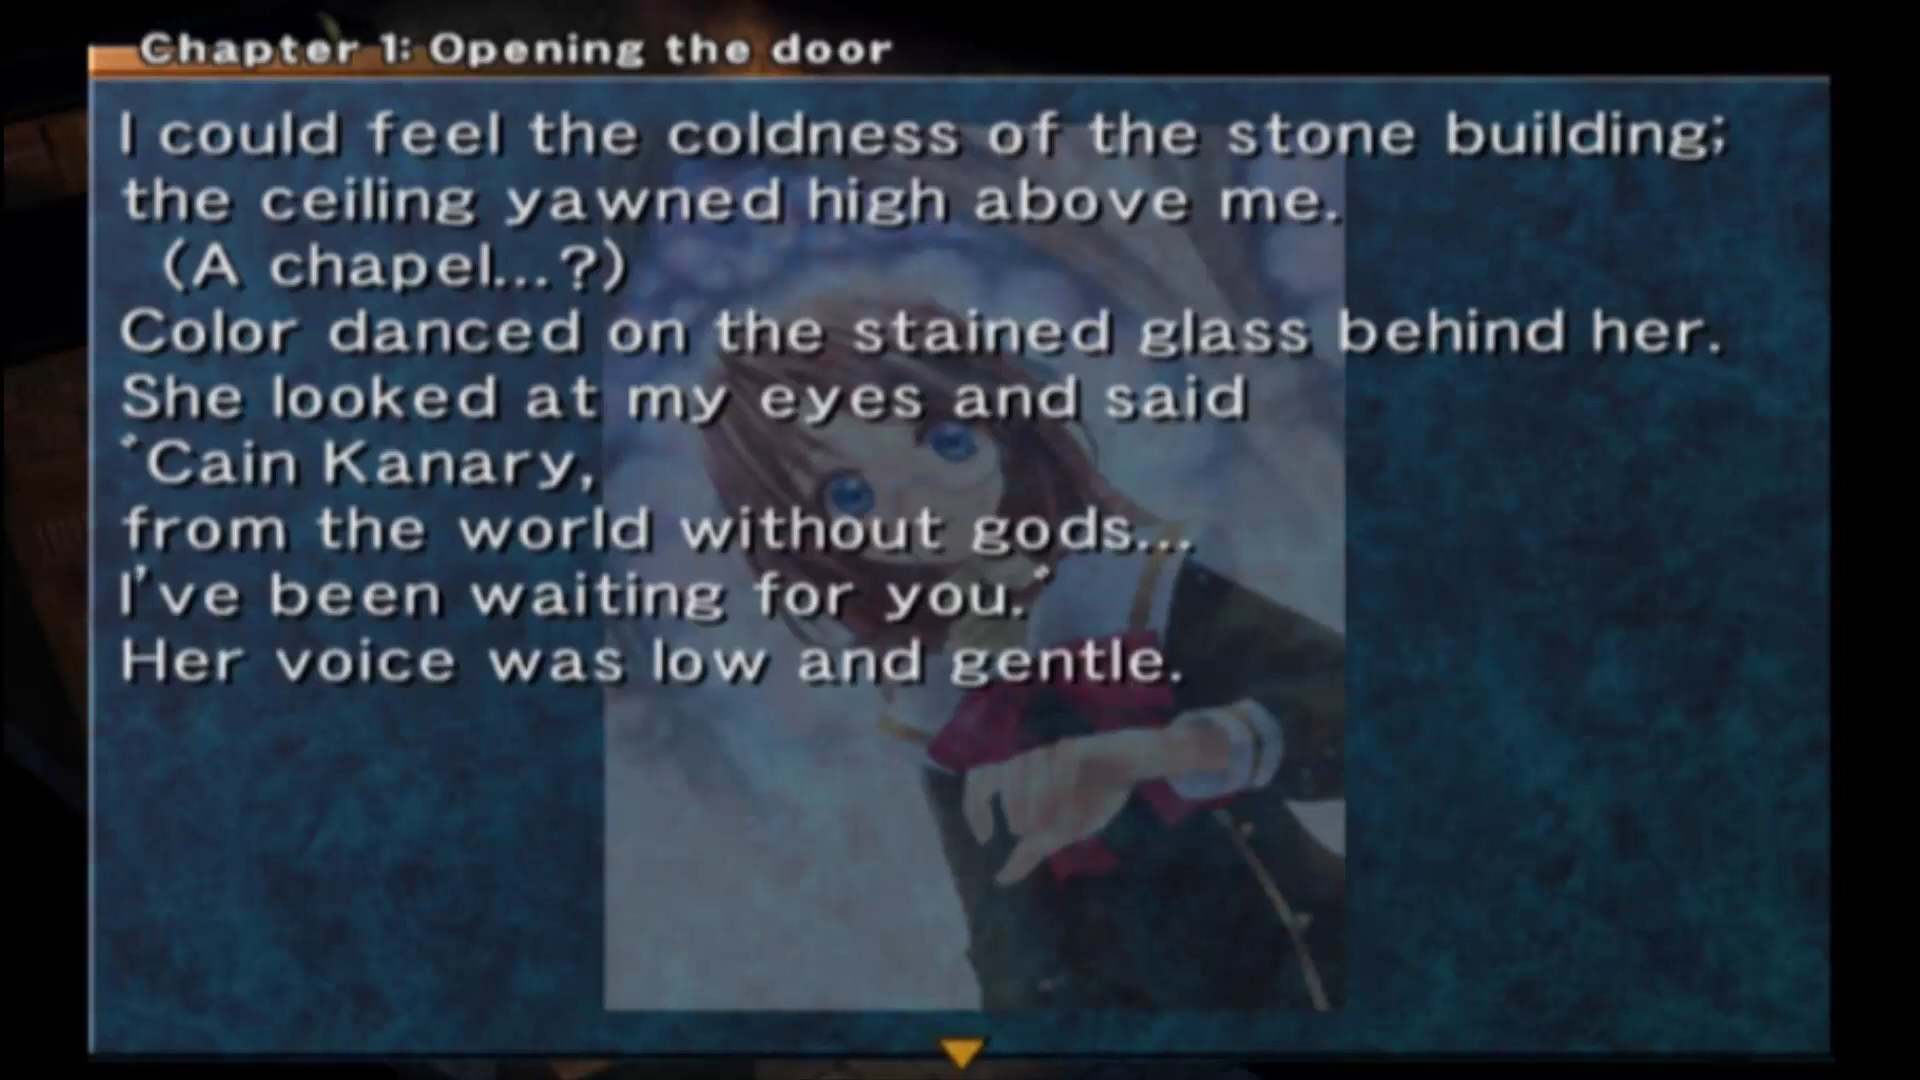 Chapter 1: Opening the door
I could feel the coldness of the stone building;
the ceiling yawned high above me.
(A chapel...?)
Color danced on the stained glass behind her.
She looked at my eyes and said
"Cain Kanary,
from the world without gods...
I've been waiting for you."
Her voice was low and gentle.